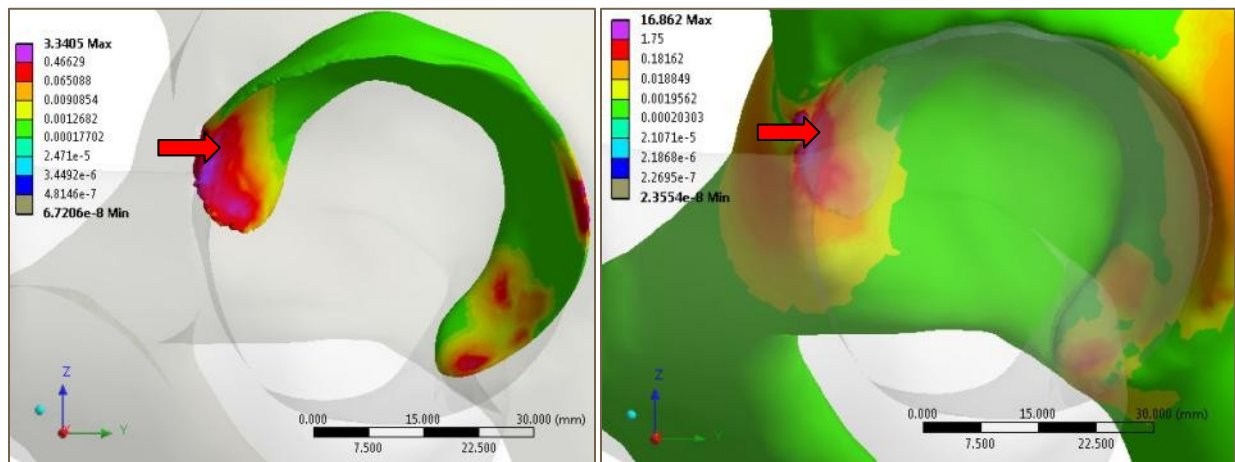 3.3405 Max
0.46629
0.065088
0.0090854
0.0012682
0.00017702
2.471e-5
3.4492e-6
4.8146e-7
6.7206e-8 Min
Z
Y
X
0.000
15.000
30.000 (mm)
7.500
22.500
16.862 Max
1.75
0.18162
0.018849
0.0019562
0.00020303
2.1071e-5
2.1868e-6
2.2695e-7
2.3554e-8 Min
Z
Y
0.000
15.000
30.000 (mm)
7.500
22.500